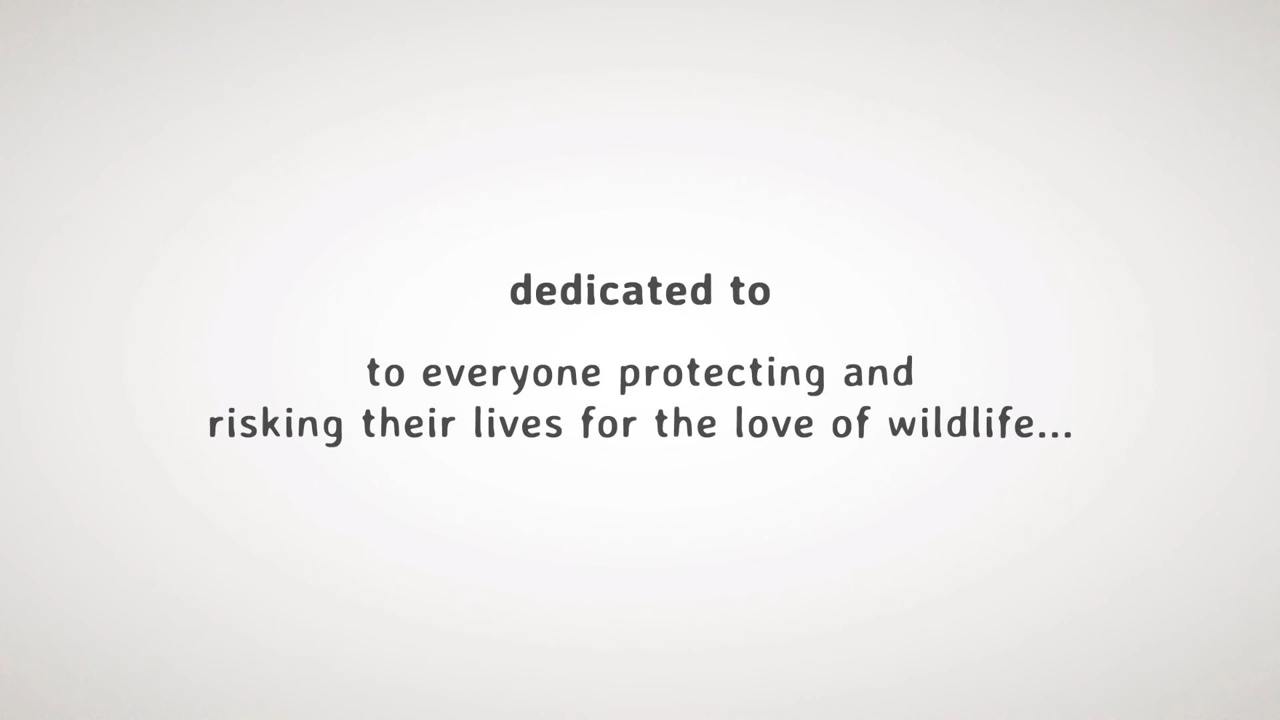 dedicated to
to everyone protecting and
risking their lives for the love of wildlife...